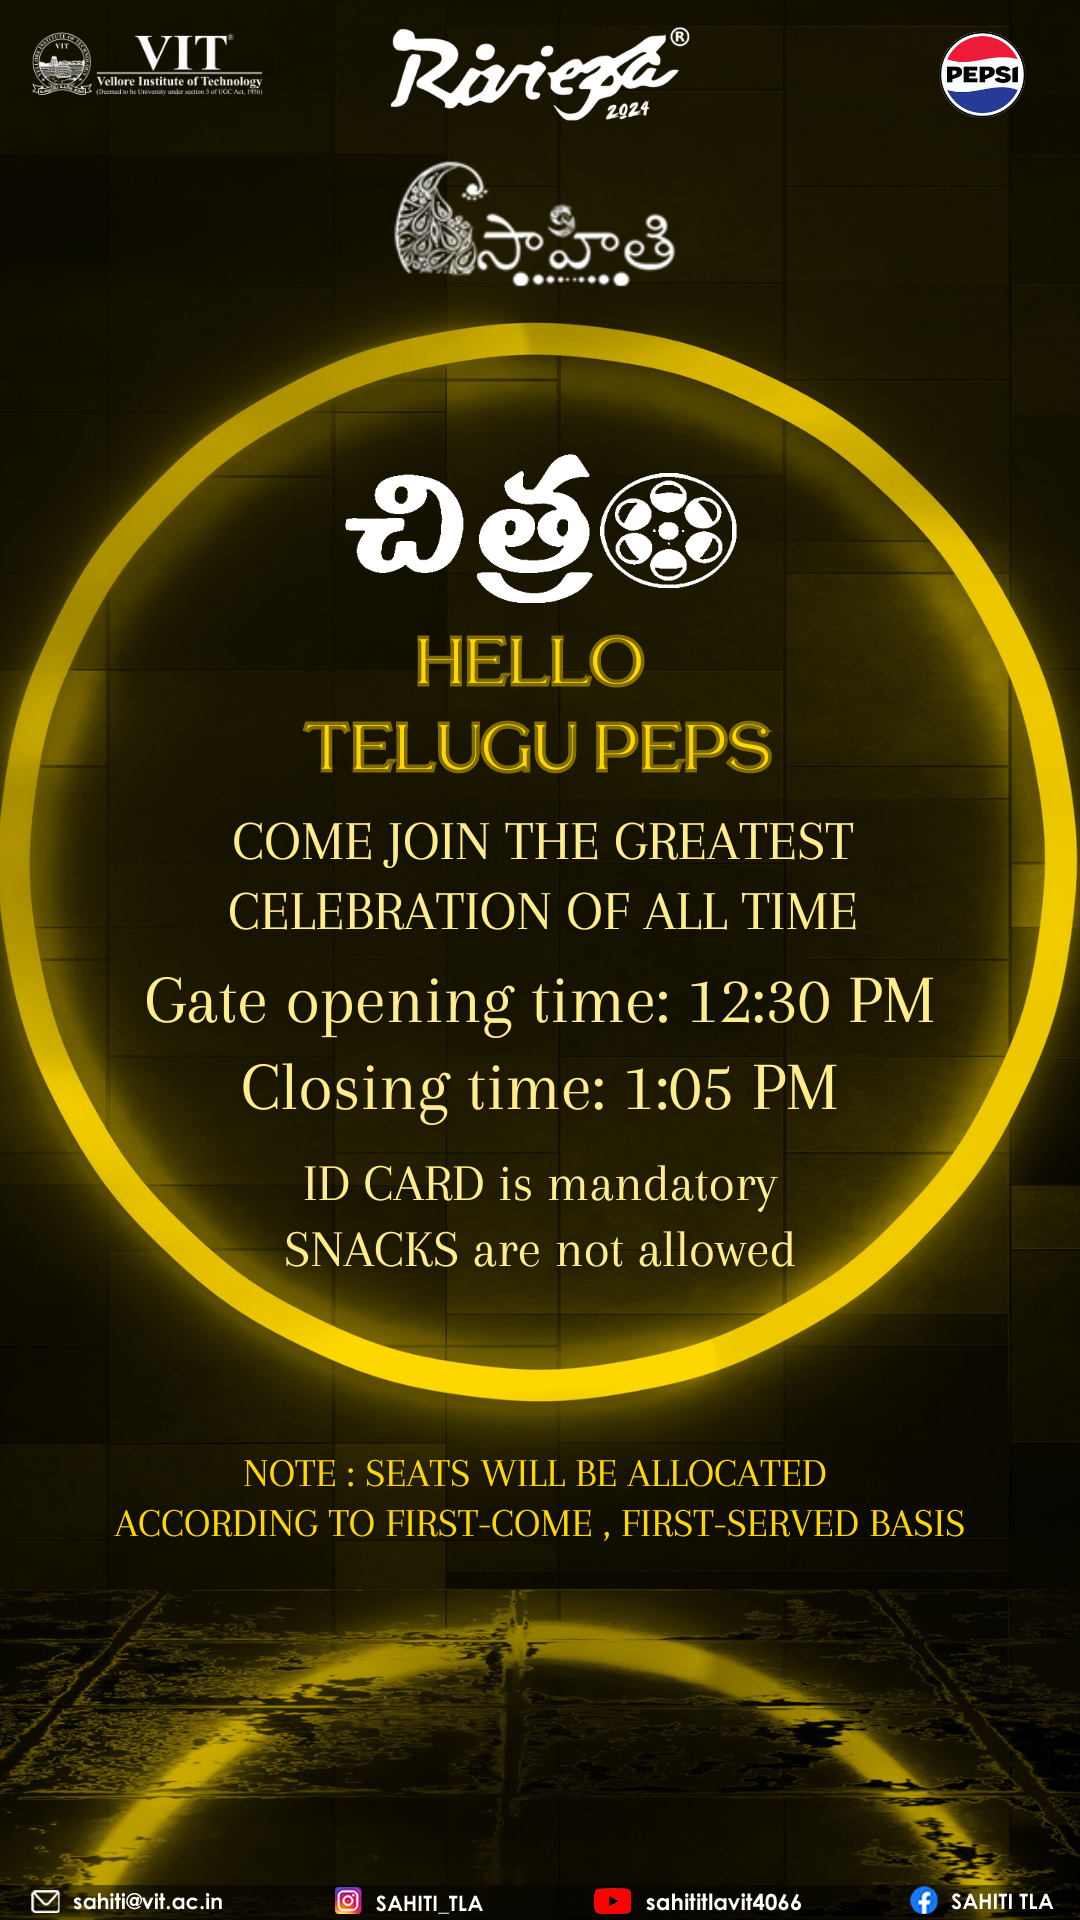 VIT
VIT®
Vellore Institute of Technology
(Deemed to be University under section 3 of UGC Act, 1956)
Riviera®
2024
PEPSI
సాహితి
చిత్రం
HELLO
TELUGU PEPS
COME JOIN THE GREATEST
CELEBRATION OF ALL TIME
Gate opening time: 12:30 PM
Closing time: 1:05 PM
ID CARD is mandatory
SNACKS are not allowed
NOTE : SEATS WILL BE ALLOCATED
ACCORDING TO FIRST-COME , FIRST-SERVED BASIS
sahiti@vit.ac.in
SAHITI_TLA
sahititlavit4066
SAHITI TLA